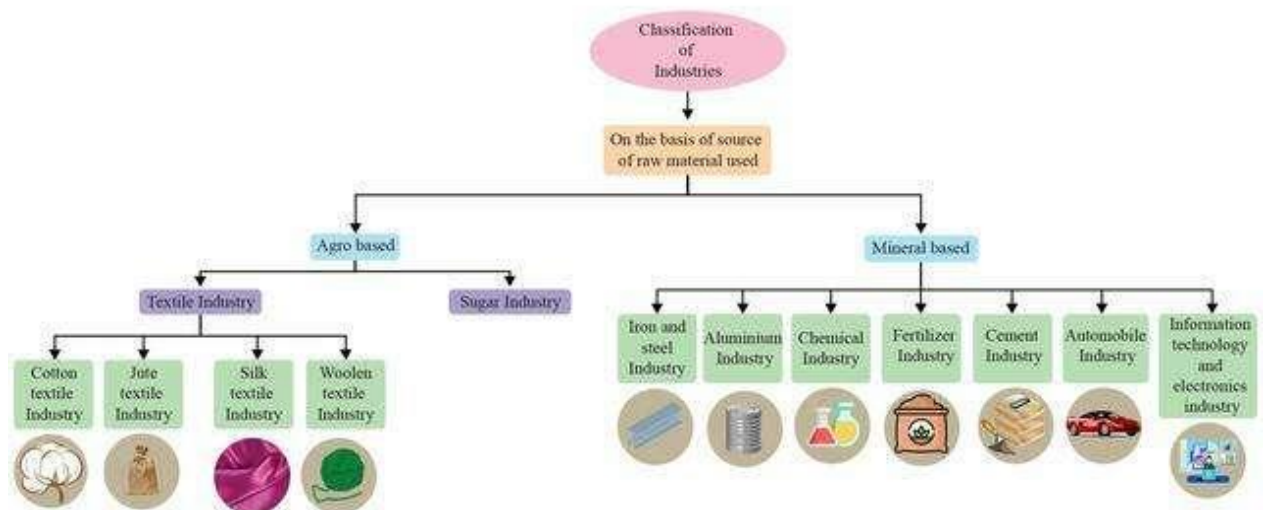 Classification
of
Industries
On the basis of source
of raw material used
Agro based
Mineral based
Textile Industry
Sugar Industry
Cotton
textile
Industry
Jute
textile
Industry
Silk
textile
Industry
Woolen
textile
Industry
Iron and
steel
Industry
Aluminium
Industry
Chemical
Industry
Fertilizer
Industry
Cement
Industry
Automobile
Industry
Information
technology
and
electronics
industry